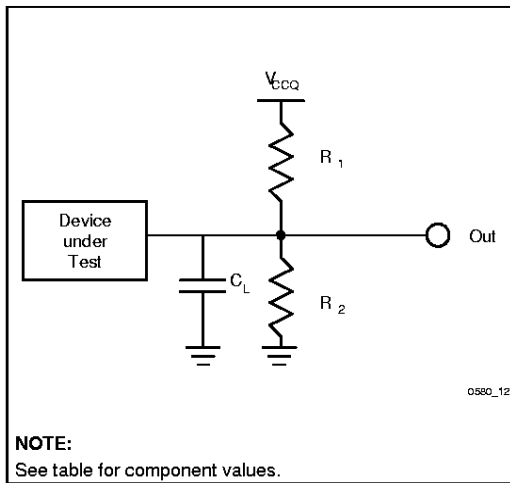 VCCQ
R1
Device
under
Test
Out
CL
R2
0580_12
NOTE:
See table for component values.